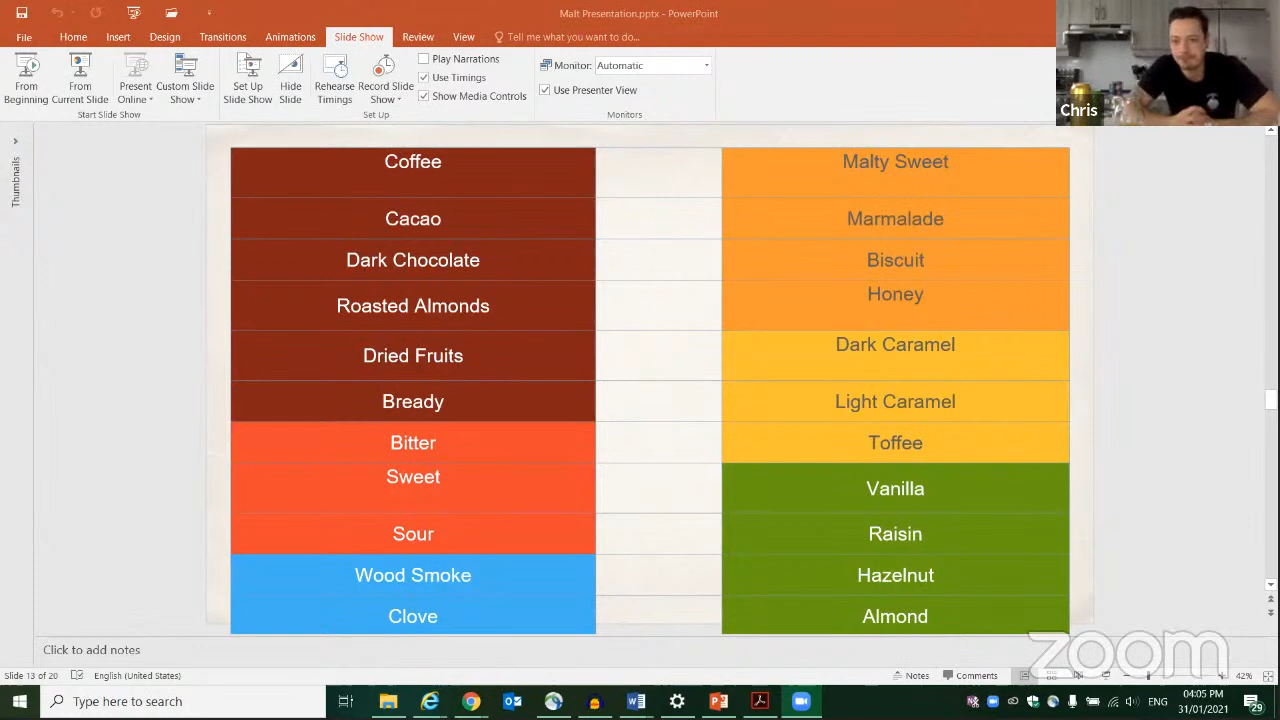 Malt Presentation.pptx - PowerPoint
File Home Insert Design Transitions Animations Slide Show Review View Tell me what you want to do...
From Beginning
From Current Slide
Present Online
Custom Slide Show
Start Slide Show
Set Up Slide Show
Hide Slide
Rehearse Timings
Record Slide Show
Play Narrations
Use Timings
Show Media Controls
Set Up
Monitor: Automatic
Use Presenter View
Monitors
Chris
Thumbnails
Coffee
Cacao
Dark Chocolate
Roasted Almonds
Dried Fruits
Bready
Bitter
Sweet
Sour
Wood Smoke
Clove
Malty Sweet
Marmalade
Biscuit
Honey
Dark Caramel
Light Caramel
Toffee
Vanilla
Raisin
Hazelnut
Almond
Click to add notes
zoom
Slide 13 of 20 English (United States) Notes Comments 42%
Type here to search
04:05 PM
31/01/2021
29